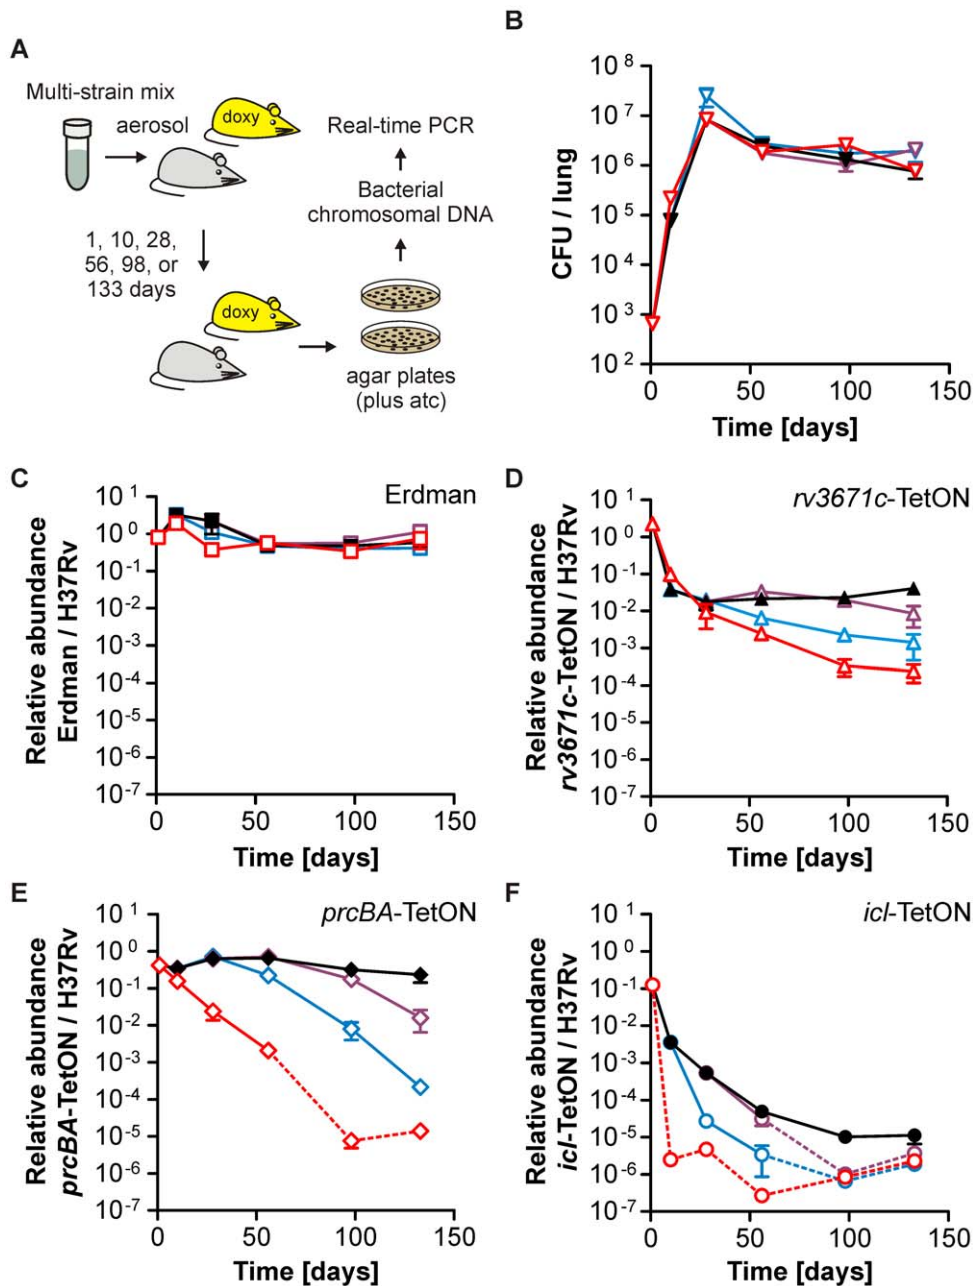 A
Multi-strain mix
aerosol
doxy
Real-time PCR
Bacterial
chromosomal DNA
1, 10, 28,
56, 98, or
133 days
doxy
agar plates
(plus atc)
B
10 8
10 7
10 6
10 5
10 4
10 3
10 2
CFU / lung
0 50 100 150
Time [days]
C
Erdman
10 1
10 0
10 -1
10 -2
10 -3
10 -4
10 -5
10 -6
10 -7
Relative abundance
Erdman / H37Rv
0 50 100 150
Time [days]
D
rv3671c-TetON
10 1
10 0
10 -1
10 -2
10 -3
10 -4
10 -5
10 -6
10 -7
Relative abundance
rv3671c-TetON / H37Rv
0 50 100 150
Time [days]
E
prcBA-TetON
10 1
10 0
10 -1
10 -2
10 -3
10 -4
10 -5
10 -6
10 -7
Relative abundance
prcBA-TetON / H37Rv
0 50 100 150
Time [days]
F
icl-TetON
10 1
10 0
10 -1
10 -2
10 -3
10 -4
10 -5
10 -6
10 -7
Relative abundance
icl-TetON / H37Rv
0 50 100 150
Time [days]